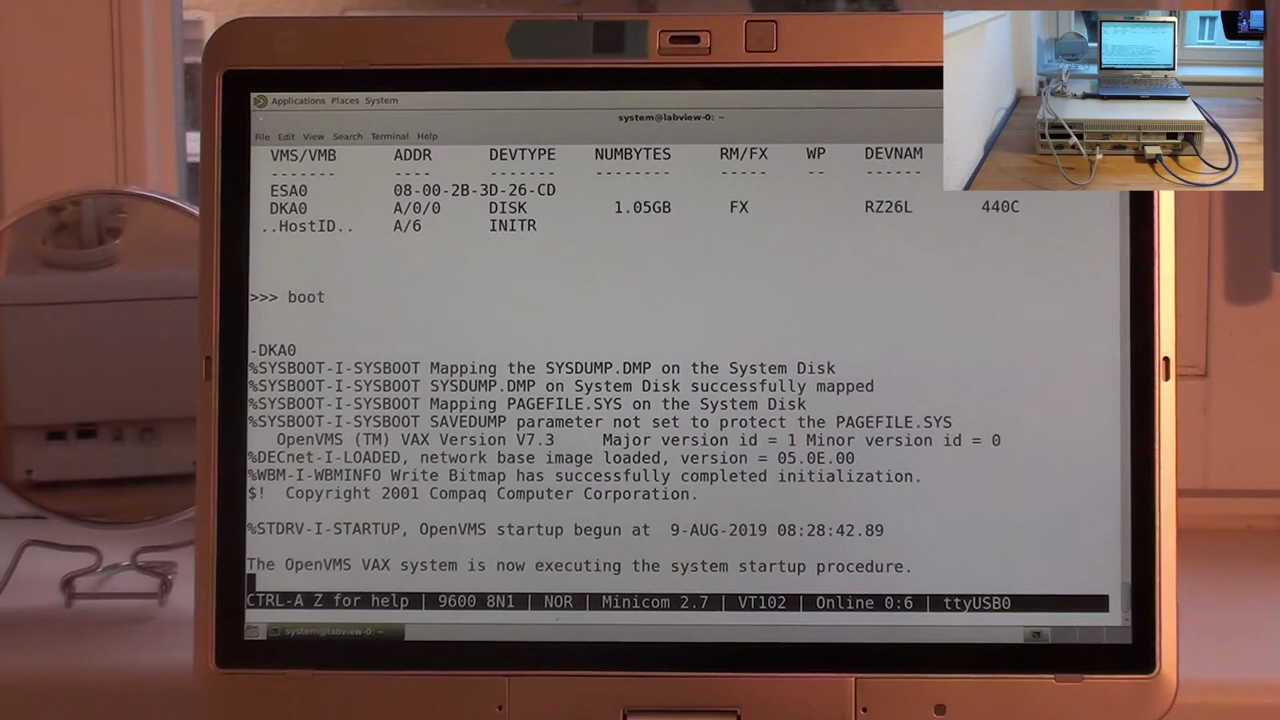 Applications Places System
system@labview-0: ~
File Edit View Search Terminal Help
VMS/VMB ADDR DEVTYPE NUMBYTES RM/FX WP DEVNAM
------- ---- ------- -------- ----- -- ------
ESA0 08-00-2B-3D-26-CD
DKA0 A/0/0 DISK 1.05GB FX RZ26L 440C
..HostID.. A/6 INITR
>>> boot
-DKA0
%SYSBOOT-I-SYSBOOT Mapping the SYSDUMP.DMP on the System Disk
%SYSBOOT-I-SYSBOOT SYSDUMP.DMP on System Disk successfully mapped
%SYSBOOT-I-SYSBOOT Mapping PAGEFILE.SYS on the System Disk
%SYSBOOT-I-SYSBOOT SAVEDUMP parameter not set to protect the PAGEFILE.SYS
OpenVMS (TM) VAX Version V7.3 Major version id = 1 Minor version id = 0
%DECnet-I-LOADED, network base image loaded, version = 05.0E.00
%WBM-I-WBMINFO Write Bitmap has successfully completed initialization.
$! Copyright 2001 Compaq Computer Corporation.
%STDRV-I-STARTUP, OpenVMS startup begun at 9-AUG-2019 08:28:42.89
The OpenVMS VAX system is now executing the system startup procedure.
CTRL-A Z for help | 9600 8N1 | NOR | Minicom 2.7 | VT102 | Online 0:6 | ttyUSB0
system@labview-0: ~